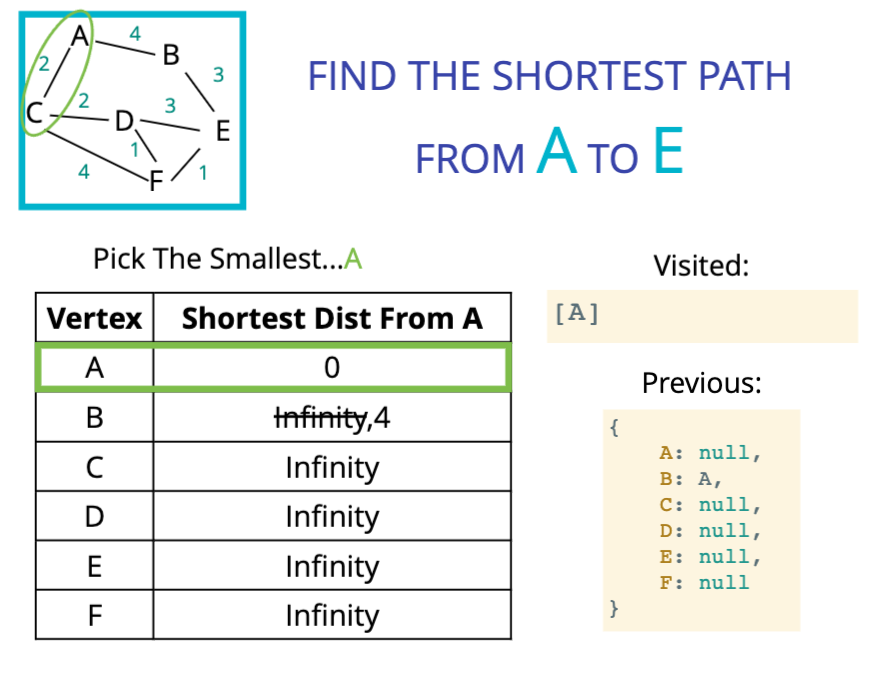 A 4 B
2 3
C 2 D 3 E
1
4 F 1
FIND THE SHORTEST PATH
FROM A TO E
Pick The Smallest...A
Vertex Shortest Dist From A
A 0
B Infinity,4
C Infinity
D Infinity
E Infinity
F Infinity
Visited:
[A]
Previous:
{
A: null,
B: A,
C: null,
D: null,
E: null,
F: null
}